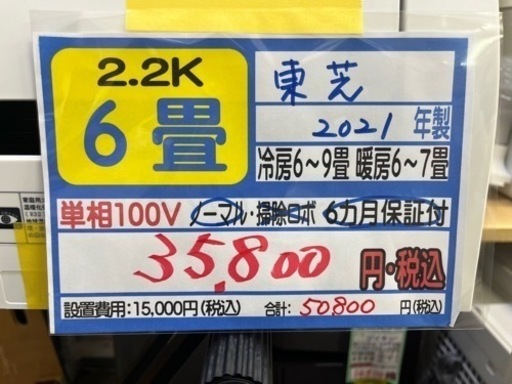 2.2K
6畳
東芝
2021 年製
冷房6~9畳 暖房6~7畳
単相100V ノーマル・掃除ロボ 6カ月保証付
35,800 円・税込
設置費用:15,000円(税込) 合計: 50800 円(税込)